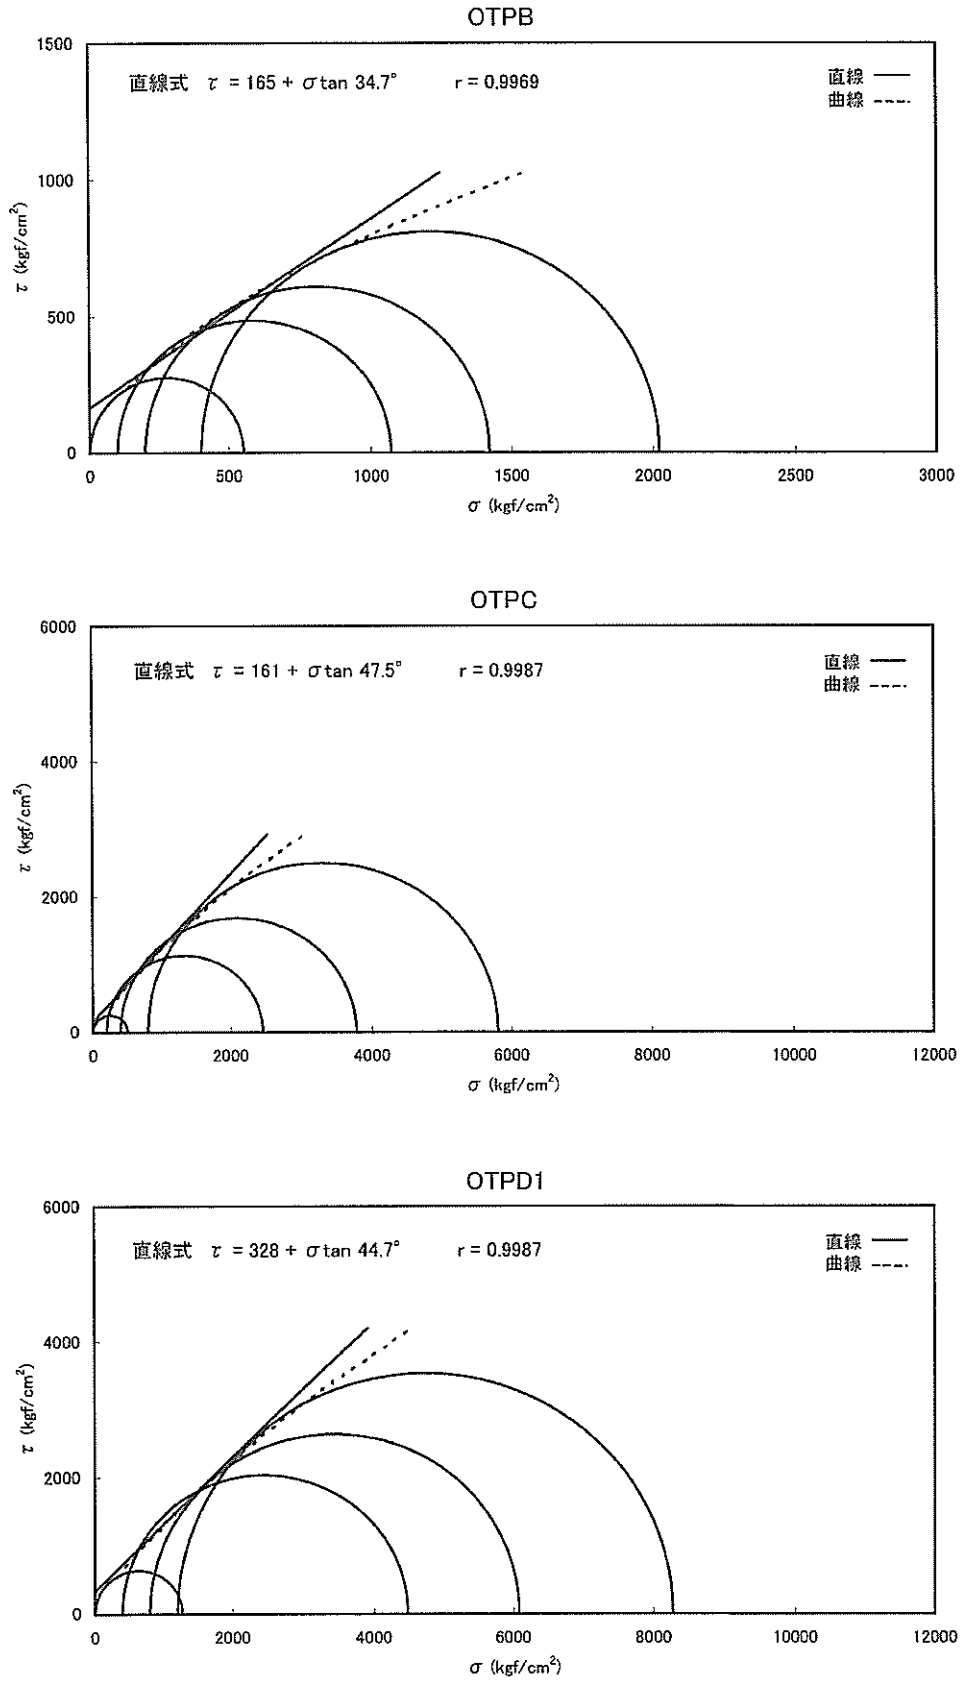 OTPB
1500
直線式 τ = 165 + σtan 34.7° r = 0.9969
直線
曲線
1000
τ (kgf/cm²)
500
0
0 500 1000 1500 2000 2500 3000
σ (kgf/cm²)
OTPC
6000
直線式 τ = 161 + σtan 47.5° r = 0.9987
直線
曲線
4000
τ (kgf/cm²)
2000
0
0 2000 4000 6000 8000 10000 12000
σ (kgf/cm²)
OTPD1
6000
直線式 τ = 328 + σtan 44.7° r = 0.9987
直線
曲線
4000
τ (kgf/cm²)
2000
0
0 2000 4000 6000 8000 10000 12000
σ (kgf/cm²)